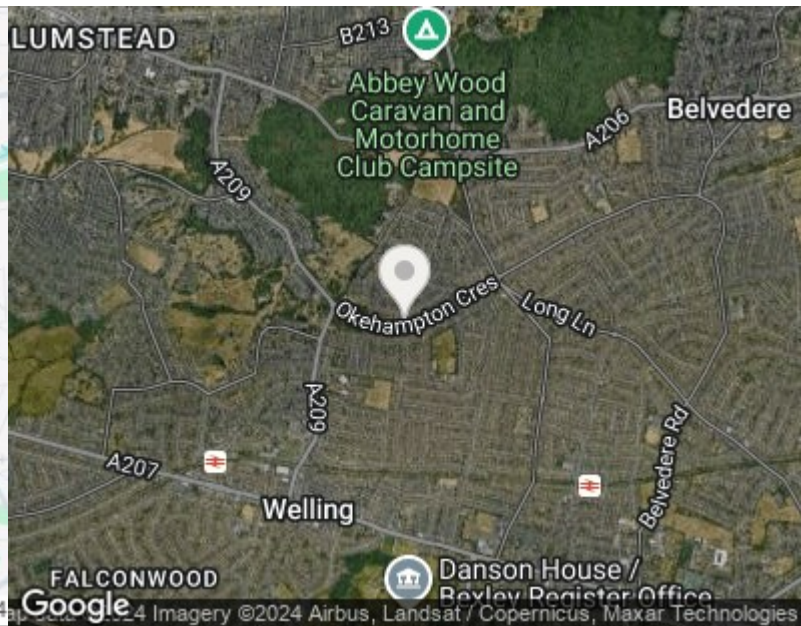 LUMSTEAD
B213
Abbey Wood
Caravan and
Motorhome
Club Campsite
Belvedere
A206
A209
Okehampton Cres
Long Ln
A209
Belvedere Rd
A207
Welling
FALCONWOOD
Danson House /
Bexley Register Office
Google
Imagery ©2024 Airbus, Landsat / Copernicus, Maxar Technologies